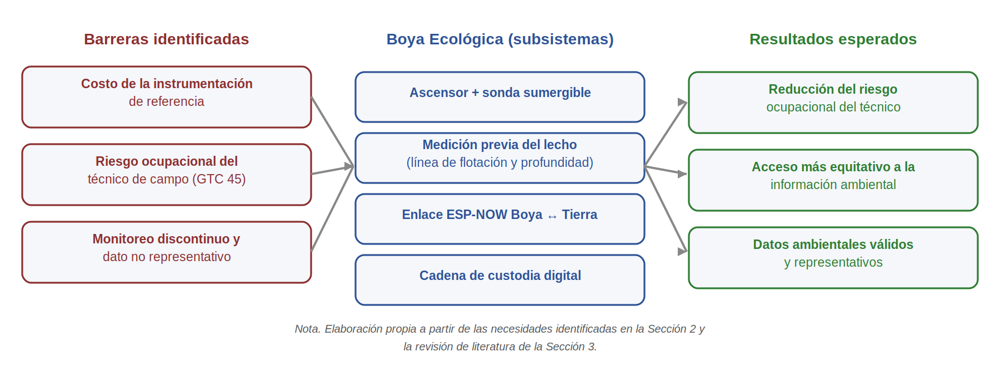 Barreras identificadas
Costo de la instrumentación
de referencia
Riesgo ocupacional del
técnico de campo (GTC 45)
Monitoreo discontinuo y
dato no representativo
Boya Ecológica (subsistemas)
Ascensor + sonda sumergible
Medición previa del lecho
(línea de flotación y profundidad)
Enlace ESP-NOW Boya ↔ Tierra
Cadena de custodia digital
Resultados esperados
Reducción del riesgo
ocupacional del técnico
Acceso más equitativo a la
información ambiental
Datos ambientales válidos
y representativos
Nota. Elaboración propia a partir de las necesidades identificadas en la Sección 2 y
la revisión de literatura de la Sección 3.